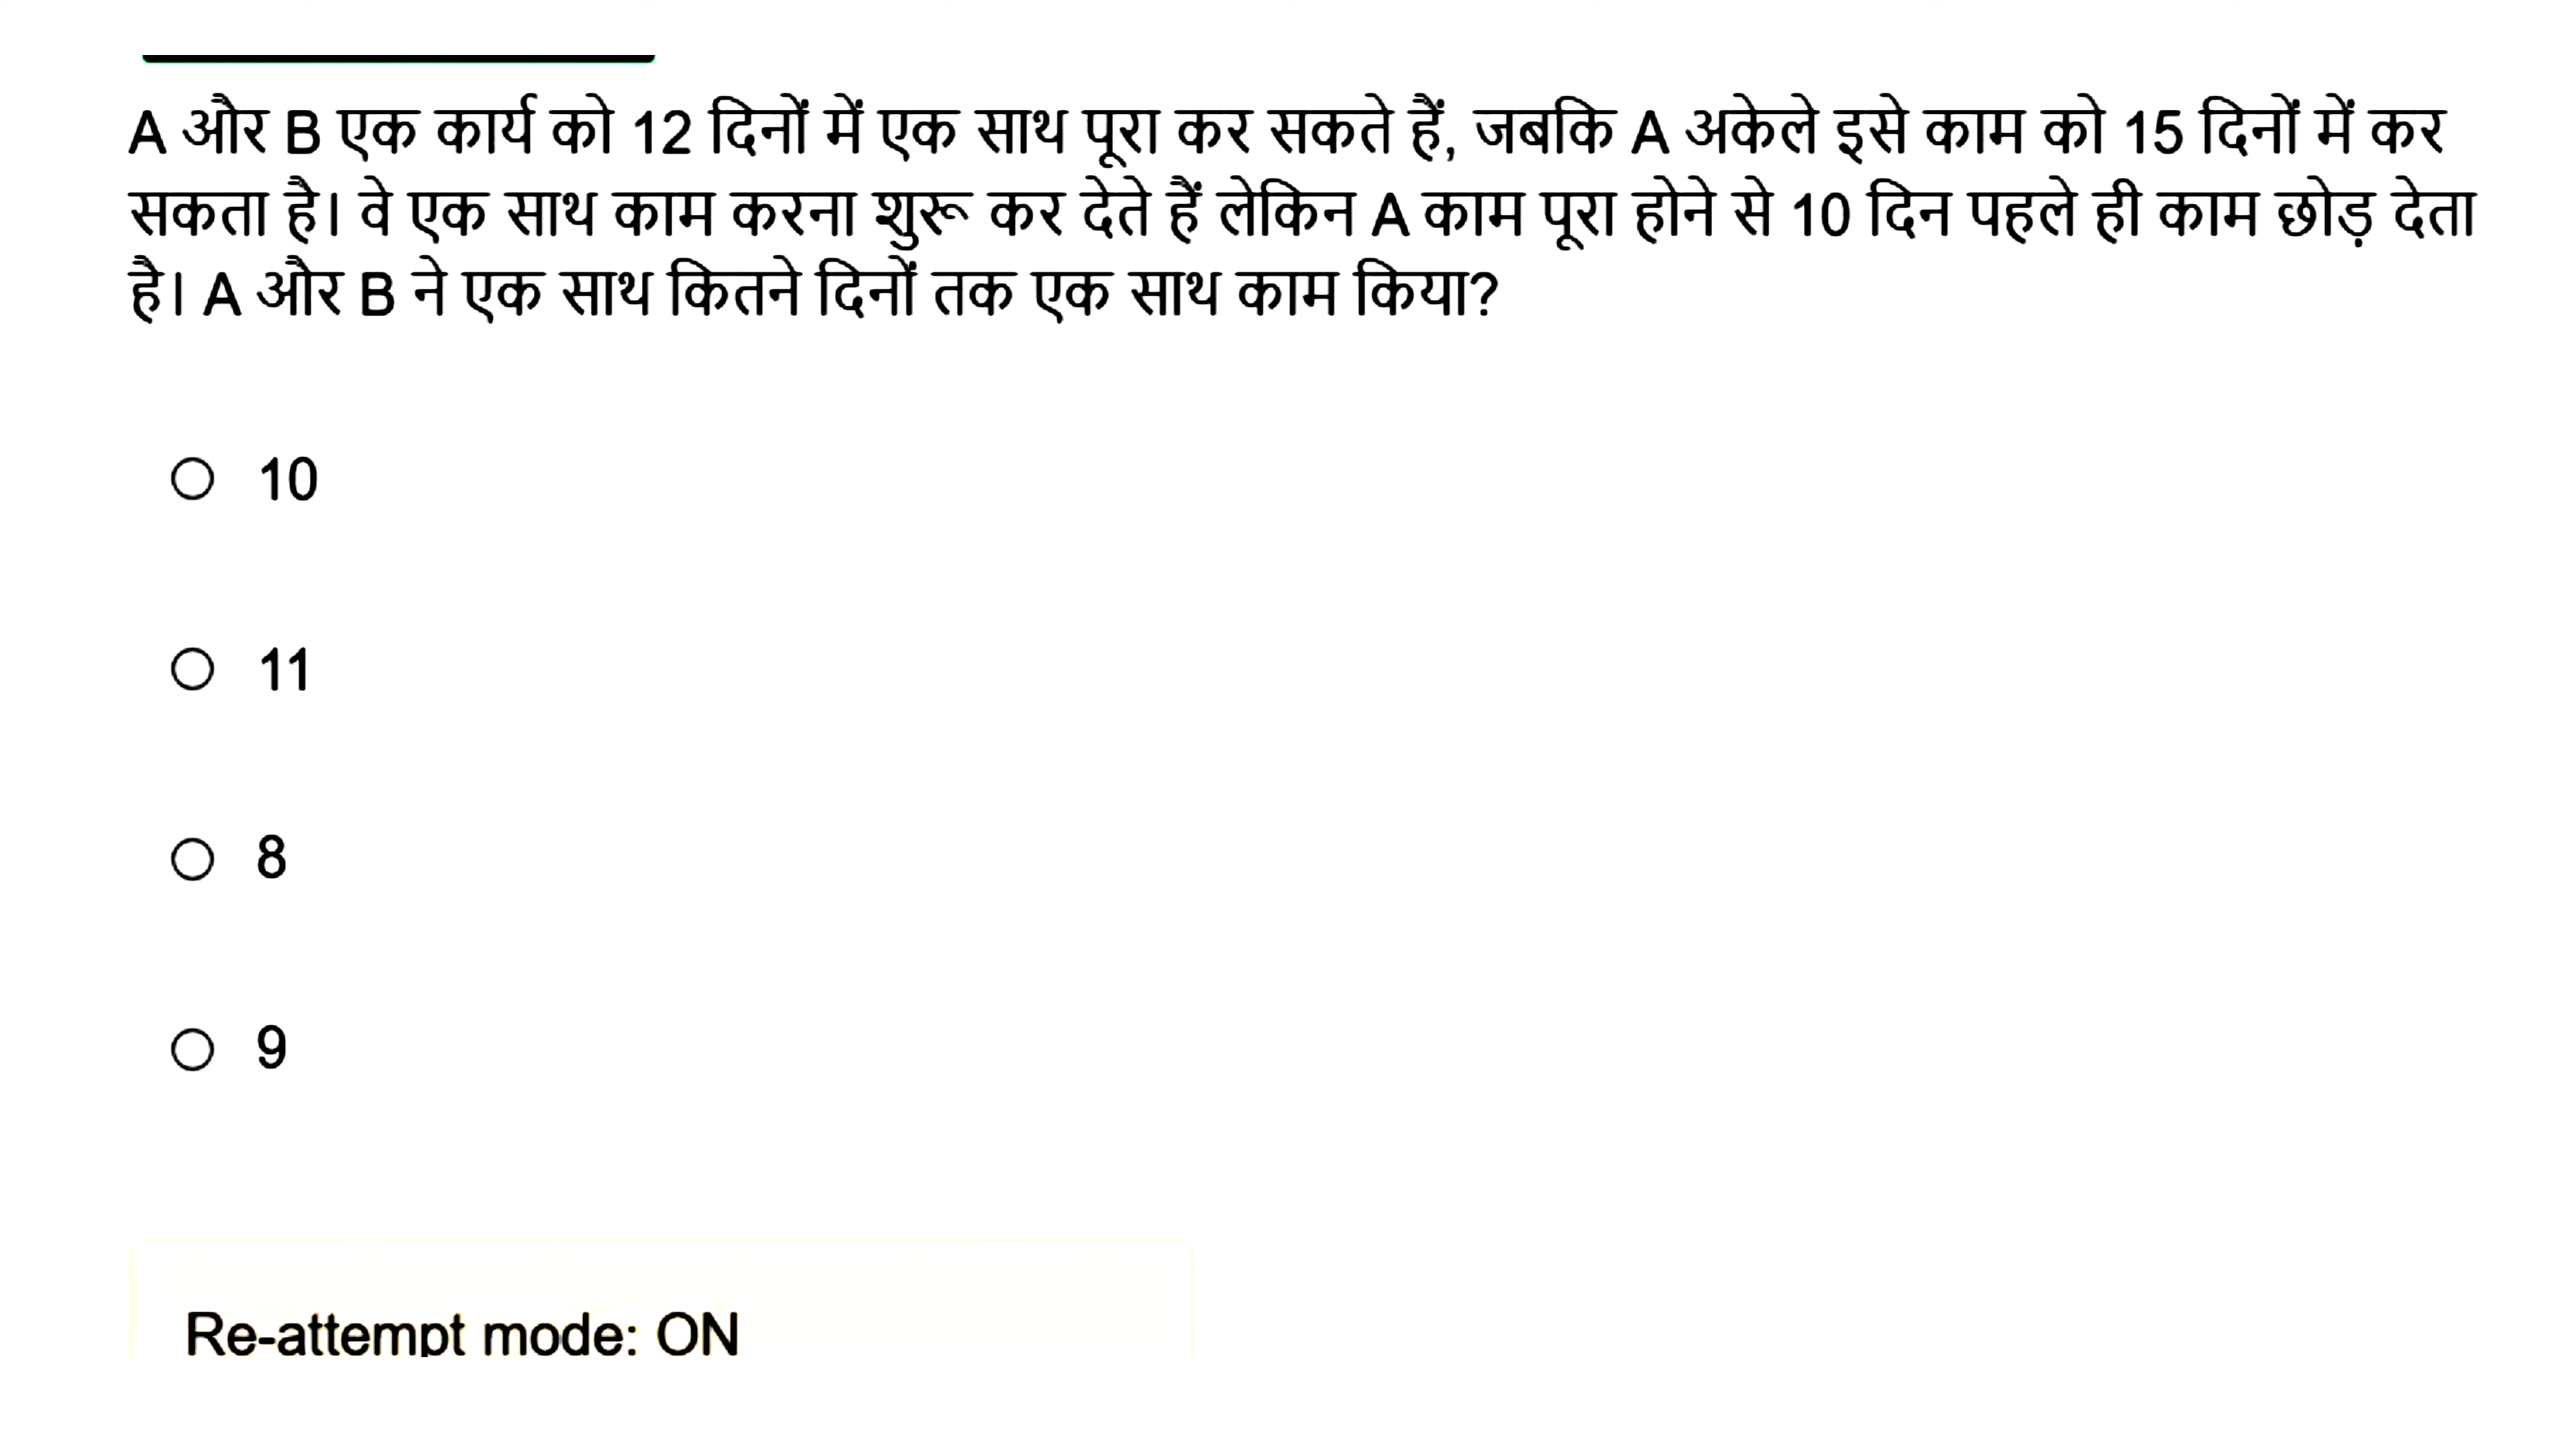 A और B एक कार्य को 12 दिनों में एक साथ पूरा कर सकते हैं, जबकि A अकेले इसे काम को 15 दिनों में कर
सकता है। वे एक साथ काम करना शुरू कर देते हैं लेकिन A काम पूरा होने से 10 दिन पहले ही काम छोड़ देता
है। A और B ने एक साथ कितने दिनों तक एक साथ काम किया?
10
11
8
9
Re-attempt mode: ON